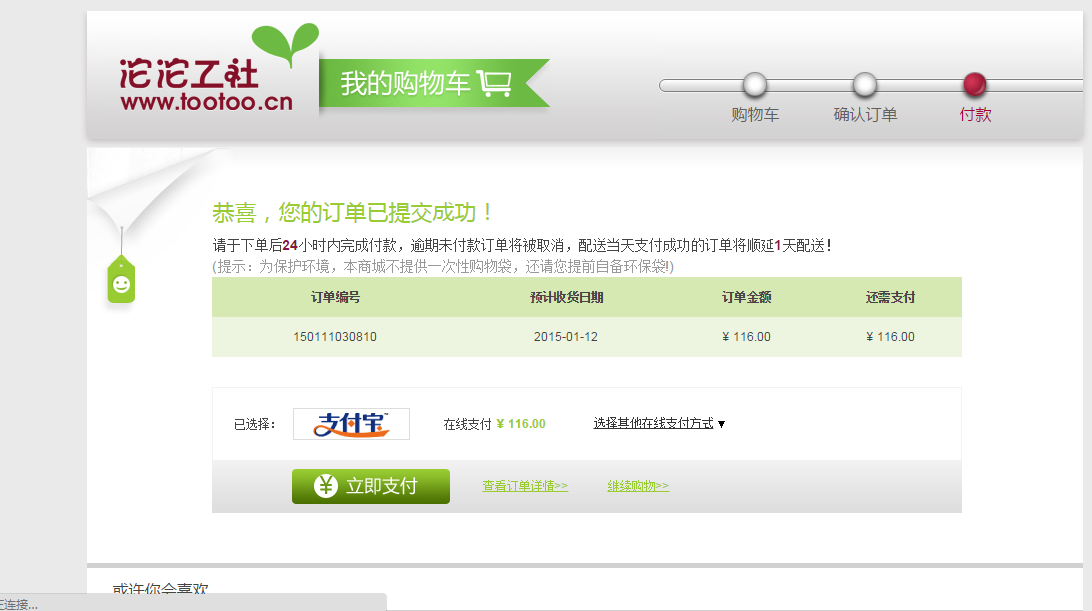 沱沱工社
www.tootoo.cn
我的购物车
购物车 确认订单 付款
恭喜，您的订单已提交成功！
请于下单后24小时内完成付款，逾期未付款订单将被取消，配送当天支付成功的订单将顺延1天配送！
(提示：为保护环境，本商城不提供一次性购物袋，还请您提前自备环保袋!)
订单编号 预计收货日期 订单金额 还需支付
150111030810 2015-01-12 ¥ 116.00 ¥ 116.00
已选择： 支付宝 在线支付 ¥ 116.00 选择其他在线支付方式 ▼
¥ 立即支付 查看订单详情>> 继续购物>>
或许你会喜欢
连接...